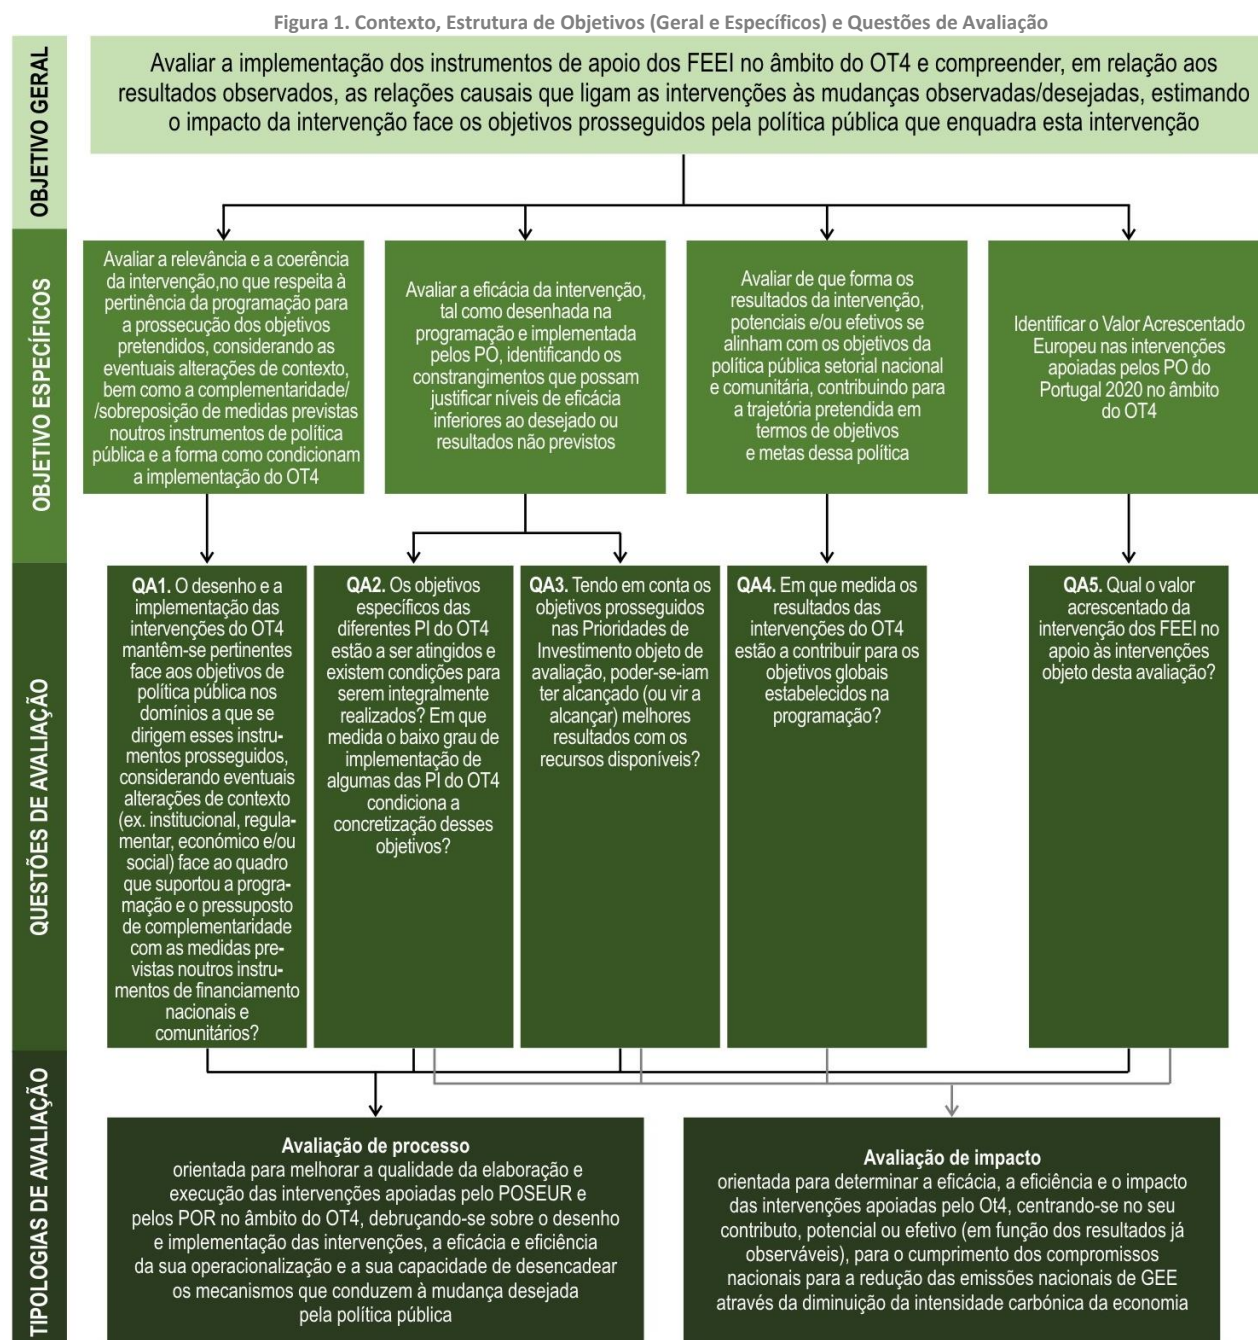 Figura 1. Contexto, Estrutura de Objetivos (Geral e Específicos) e Questões de Avaliação
OBJETIVO GERAL
Avaliar a implementação dos instrumentos de apoio dos FEEI no âmbito do OT4 e compreender, em relação aos
resultados observados, as relações causais que ligam as intervenções às mudanças observadas/desejadas, estimando
o impacto da intervenção face os objetivos prosseguidos pela política pública que enquadra esta intervenção
OBJETIVO ESPECÍFICOS
Avaliar a relevância e a coerência
da intervenção,no que respeita à
pertinência da programação para
a prossecução dos objetivos
pretendidos, considerando as
eventuais alterações de contexto,
bem como a complementaridade/
/sobreposição de medidas previstas
noutros instrumentos de política
pública e a forma como condicionam
a implementação do OT4
Avaliar a eficácia da intervenção,
tal como desenhada na
programação e implementada
pelos PO, identificando os
constrangimentos que possam
justificar níveis de eficácia
inferiores ao desejado ou
resultados não previstos
Avaliar de que forma os
resultados da intervenção,
potenciais e/ou efetivos se
alinham com os objetivos da
política pública setorial nacional
e comunitária, contribuindo para
a trajetória pretendida em
termos de objetivos
e metas dessa política
Identificar o Valor Acrescentado
Europeu nas intervenções
apoiadas pelos PO do
Portugal 2020 no âmbito
do OT4
QUESTÕES DE AVALIAÇÃO
QA1. O desenho e a
implementação das
intervenções do OT4
mantêm-se pertinentes
face aos objetivos de
política pública nos
domínios a que se
dirigem esses instru-
mentos prosseguidos,
considerando eventuais
alterações de contexto
(ex. institucional, regula-
mentar, económico e/ou
social) face ao quadro
que suportou a progra-
mação e o pressuposto
de complementaridade
com as medidas pre-
vistas noutros instru-
mentos de financiamento
nacionais e
comunitários?
QA2. Os objetivos
específicos das
diferentes PI do OT4
estão a ser atingidos e
existem condições para
serem integralmente
realizados? Em que
medida o baixo grau de
implementação de
algumas das PI do OT4
condiciona a
concretização desses
objetivos?
QA3. Tendo em conta os
objetivos prosseguidos
nas Prioridades de
Investimento objeto de
avaliação, poder-se-iam
ter alcançado (ou vir a
alcançar) melhores
resultados com os
recursos disponíveis?
QA4. Em que medida os
resultados das
intervenções do OT4
estão a contribuir para os
objetivos globais
estabelecidos na
programação?
QA5. Qual o valor
acrescentado da
intervenção dos FEEI no
apoio às intervenções
objeto desta avaliação?
TIPOLOGIAS DE AVALIAÇÃO
Avaliação de processo
orientada para melhorar a qualidade da elaboração e
execução das intervenções apoiadas pelo POSEUR e
pelos POR no âmbito do OT4, debruçando-se sobre o desenho
e implementação das intervenções, a eficácia e eficiência
da sua operacionalização e a sua capacidade de desencadear
os mecanismos que conduzem à mudança desejada
pela política pública
Avaliação de impacto
orientada para determinar a eficácia, a eficiência e o impacto
das intervenções apoiadas pelo Ot4, centrando-se no seu
contributo, potencial ou efetivo (em função dos resultados já
observáveis), para o cumprimento dos compromissos
nacionais para a redução das emissões nacionais de GEE
através da diminuição da intensidade carbónica da economia